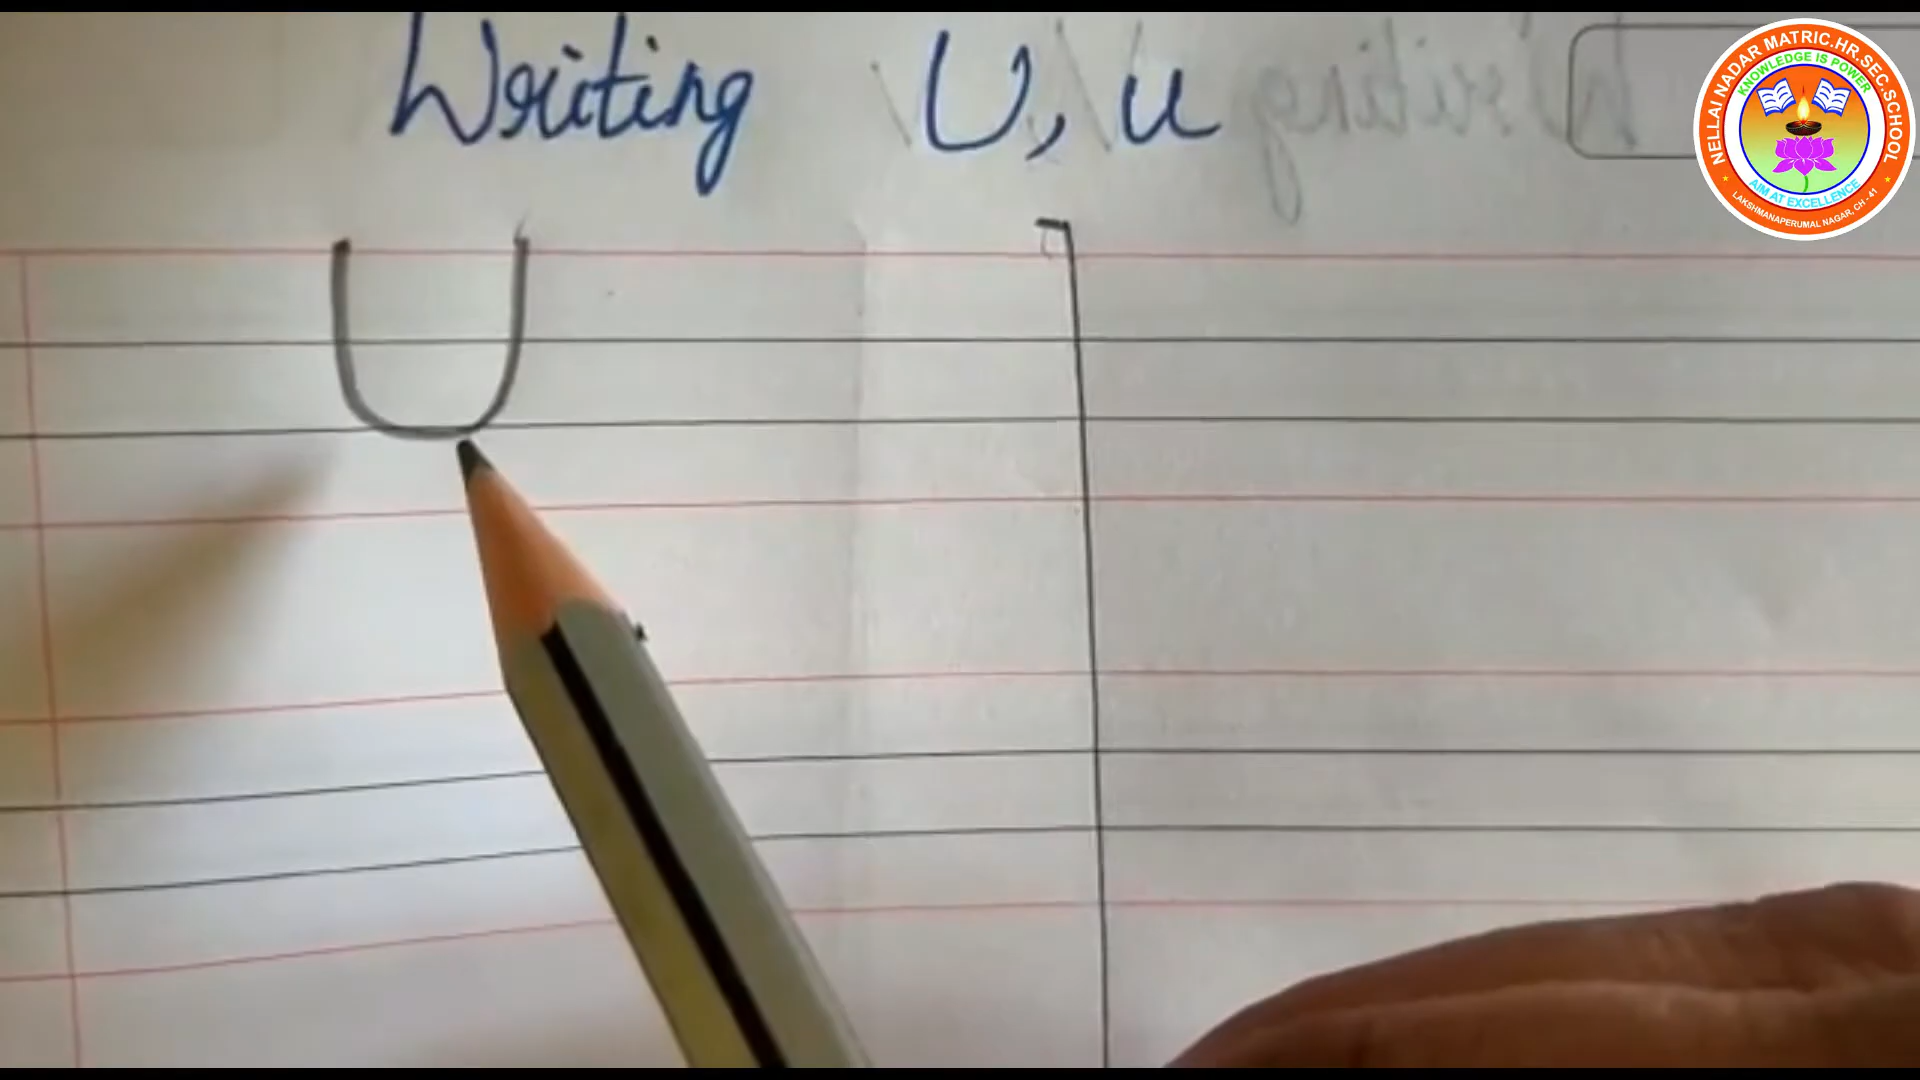 Writing U, u
U
NELLAI NADAR MATRIC.HR.SEC.SCHOOL
KNOWLEDGE IS POWER
AIM AT EXCELLENCE
LAKSHMANAPERUMAL NAGAR, CH - 41